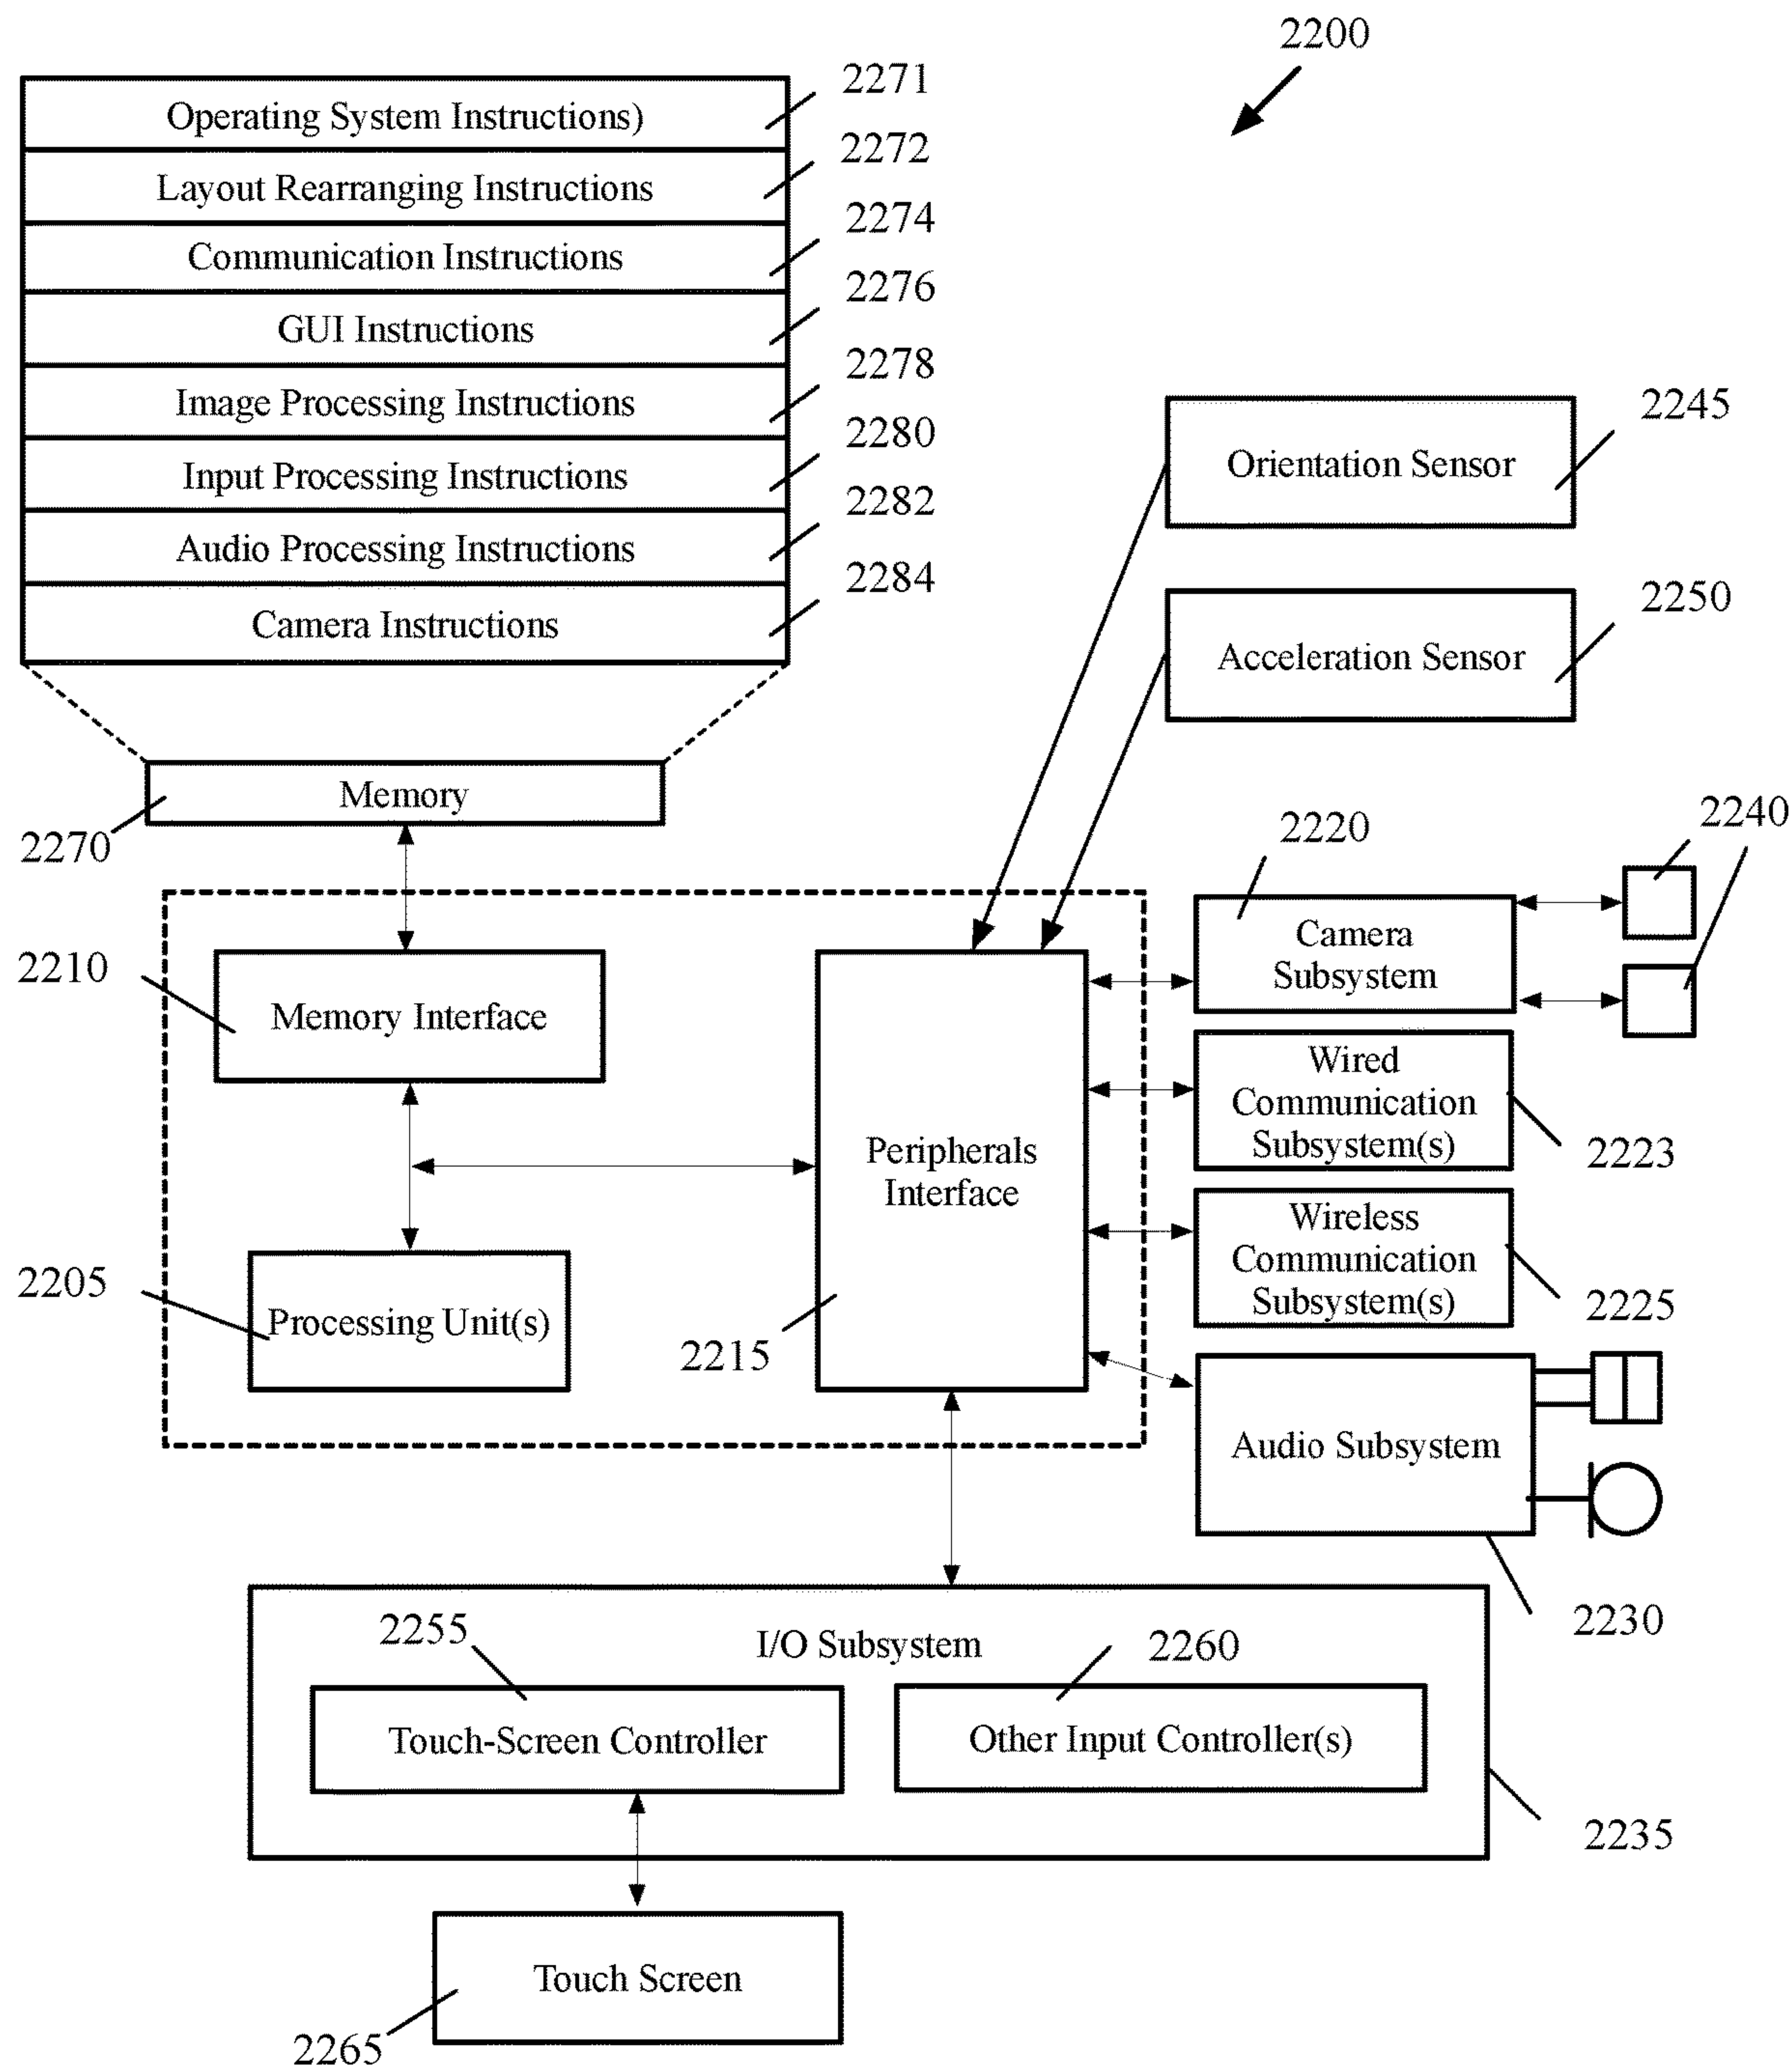 2200
Operating System Instructions)
2271
Layout Rearranging Instructions
2272
Communication Instructions
2274
GUI Instructions
2276
Image Processing Instructions
2278
Input Processing Instructions
2280
Audio Processing Instructions
2282
Camera Instructions
2284
Orientation Sensor
2245
Acceleration Sensor
2250
Memory
2270
2220
2240
Camera
Subsystem
2210
Memory Interface
Wired
Communication
Subsystem(s)
2223
Peripherals
Interface
2215
Wireless
Communication
Subsystem(s)
2225
2205
Processing Unit(s)
Audio Subsystem
2230
I/O Subsystem
2255
2260
Touch-Screen Controller
Other Input Controller(s)
2235
Touch Screen
2265